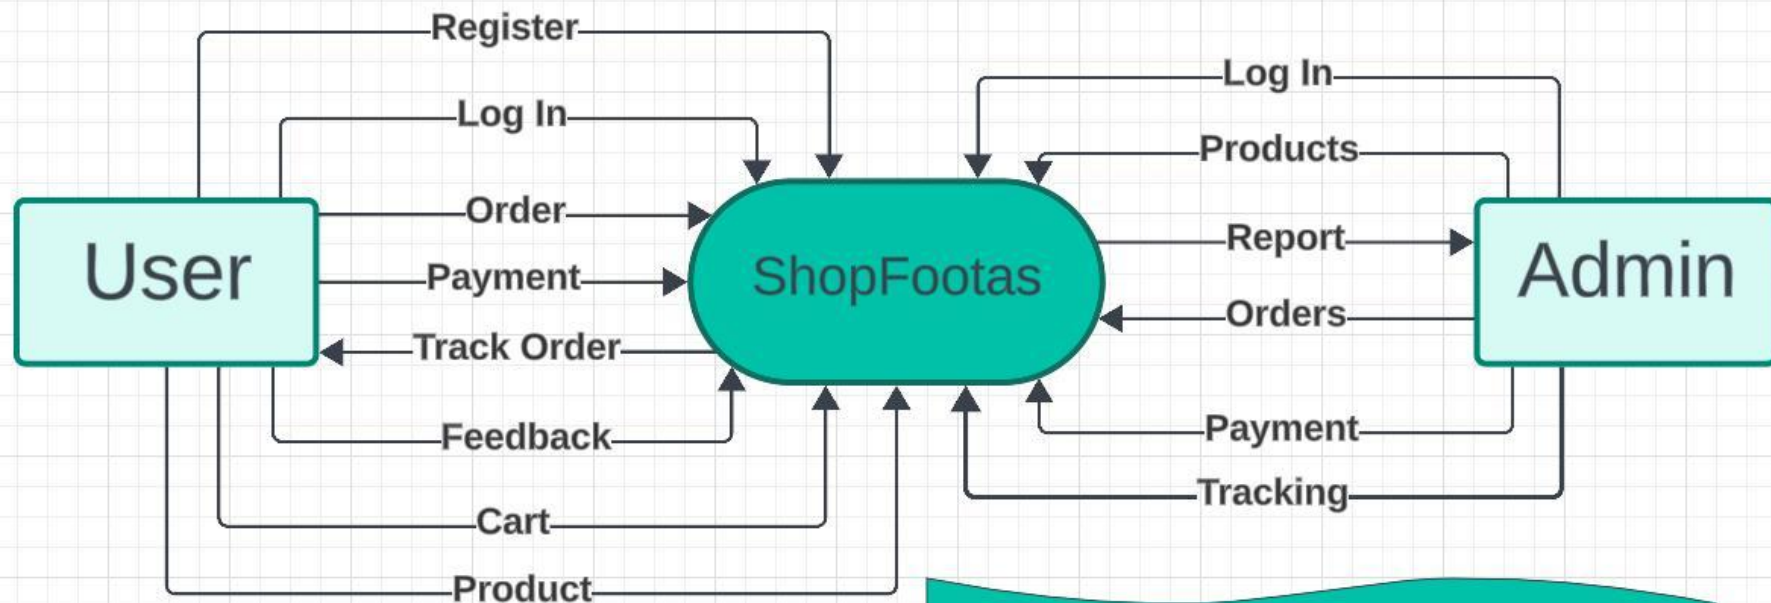 Register
Log In
Log In
Products
Order
Report
User
Payment
ShopFootas
Admin
Orders
Track Order
Feedback
Payment
Tracking
Cart
Product